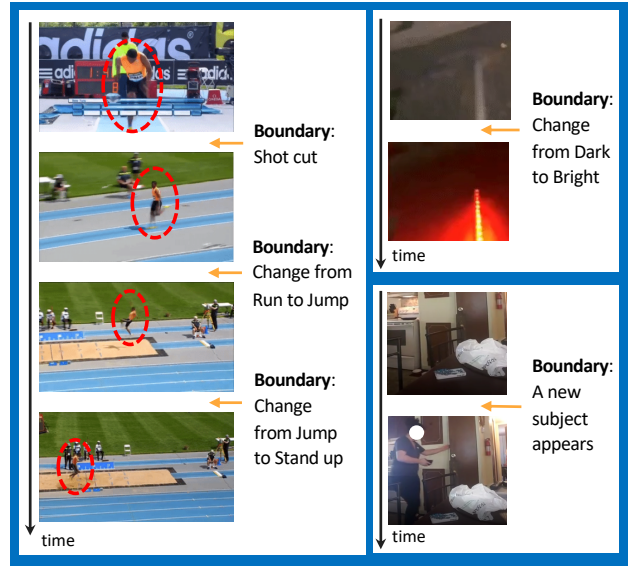 adidas
adi
adidas
Boundary:
Shot cut
Boundary:
Change from
Run to Jump
Boundary:
Change
from Jump
to Stand up
time
Boundary:
Change
from Dark
to Bright
time
Boundary:
A new
subject
appears
time